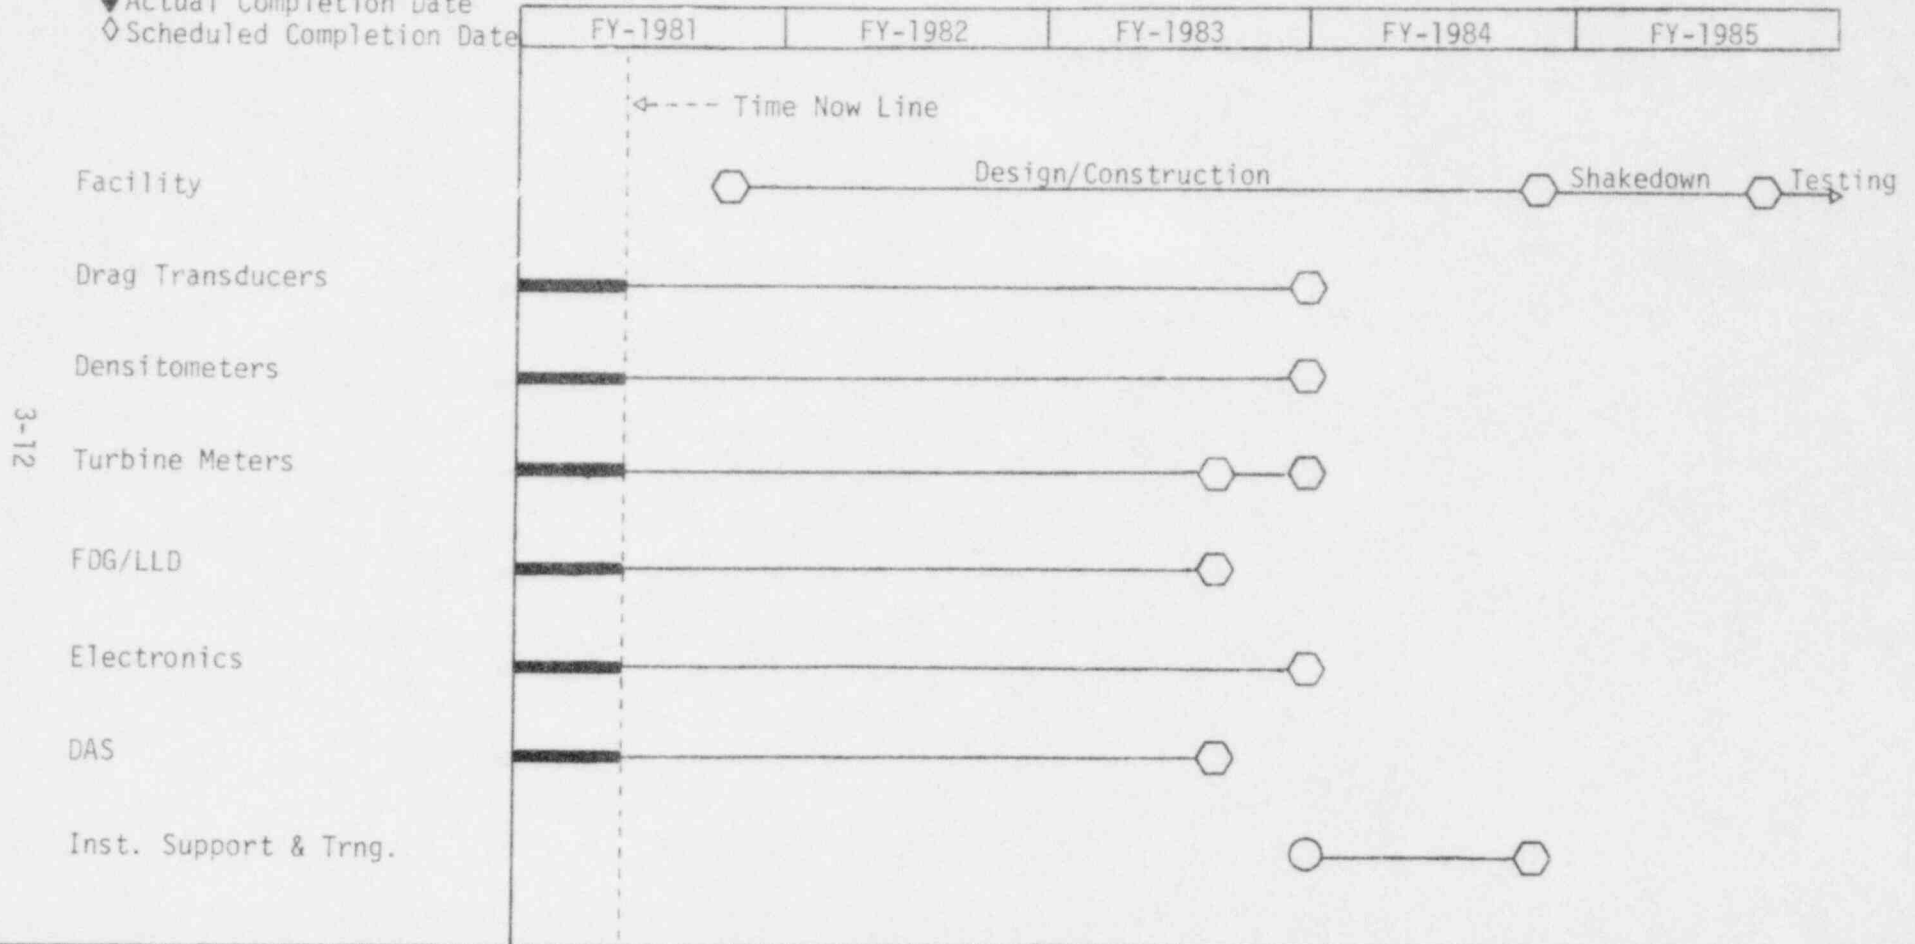 Actual Completion Date
Scheduled Completion Date
FY-1981 FY-1982 FY-1983 FY-1984 FY-1985
Time Now Line
Facility Design/Construction Shakedown Testing
Drag Transducers
Densitometers
3-12
Turbine Meters
FDG/LLD
Electronics
DAS
Inst. Support & Trng.